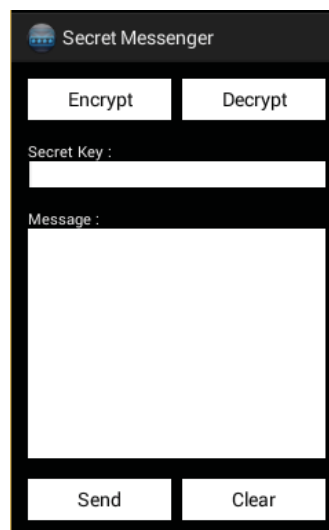 Secret Messenger
Encrypt Decrypt
Secret Key :
Message :
Send Clear